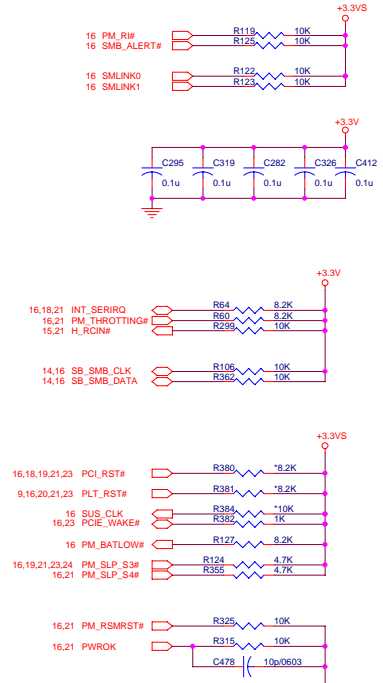 +3.3VS
16 PM_RI# R119 10K
16 SMB_ALERT# R125 10K
16 SMLINK0 R122 10K
16 SMLINK1 R123 10K
+3.3V
C295 C319 C282 C326 C412
0.1u 0.1u 0.1u 0.1u 0.1u
+3.3V
16,18,21 INT_SERIRQ R64 8.2K
16,21 PM_THROTTING# R60 8.2K
15,21 H_RCIN# R299 10K
14,16 SB_SMB_CLK R106 10K
14,16 SB_SMB_DATA R362 10K
+3.3VS
16,18,19,21,23 PCI_RST# R380 *8.2K
9,16,20,21,23 PLT_RST# R381 *8.2K
16 SUS_CLK R384 *10K
16,23 PCIE_WAKE# R382 1K
16 PM_BATLOW# R127 8.2K
16,19,21,23,24 PM_SLP_S3# R124 4.7K
16,21 PM_SLP_S4# R355 4.7K
16,21 PM_RSMRST# R325 10K
16,21 PWROK R315 10K
C478 10p/0603